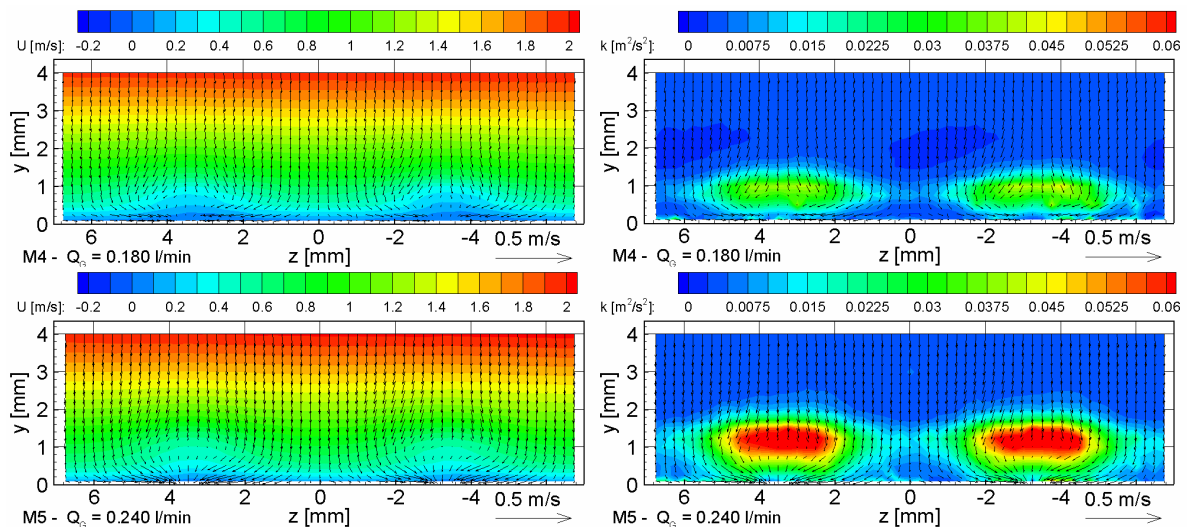 U [m/s]: -0.2 0 0.2 0.4 0.6 0.8 1 1.2 1.4 1.6 1.8 2
y [mm]
4
3
2
1
0
6 4 2 0 -2 -4 0.5 m/s
M4 - Q_G = 0.180 l/min z [mm]
k [m²/s²]: 0 0.0075 0.015 0.0225 0.03 0.0375 0.045 0.0525 0.06
y [mm]
4
3
2
1
0
6 4 2 0 -2 -4 0.5 m/s
M4 - Q_G = 0.180 l/min z [mm]
U [m/s]: -0.2 0 0.2 0.4 0.6 0.8 1 1.2 1.4 1.6 1.8 2
y [mm]
4
3
2
1
0
6 4 2 0 -2 -4 0.5 m/s
M5 - Q_G = 0.240 l/min z [mm]
k [m²/s²]: 0 0.0075 0.015 0.0225 0.03 0.0375 0.045 0.0525 0.06
y [mm]
4
3
2
1
0
6 4 2 0 -2 -4 0.5 m/s
M5 - Q_G = 0.240 l/min z [mm]